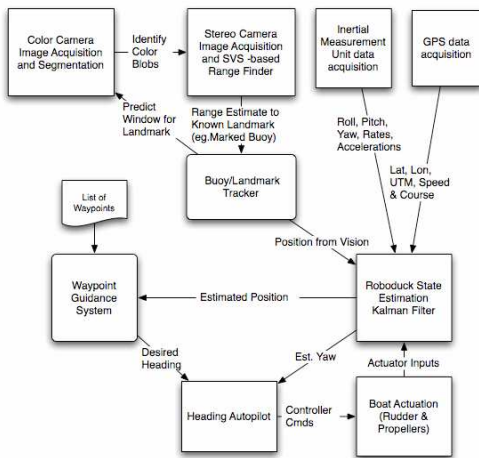 Color Camera
Image Acquisition
and Segmentation
Identify
Color
Blobs
Stereo Camera
Image Acquisition
and SVS -based
Range Finder
Inertial
Measurement
Unit data
acquisition
GPS data
acquisition
Predict
Window for
Landmark
Range Estimate to
Known Landmark
(eg.Marked Buoy)
Roll, Pitch,
Yaw, Rates,
Accelerations
Lat, Lon,
UTM, Speed
& Course
Buoy/Landmark
Tracker
List of
Waypoints
Position from Vision
Waypoint
Guidance
System
Estimated Position
Roboduck State
Estimation
Kalman Filter
Desired
Heading
Est. Yaw
Actuator Inputs
Heading Autopilot
Controller
Cmds
Boat Actuation
(Rudder &
Propellers)